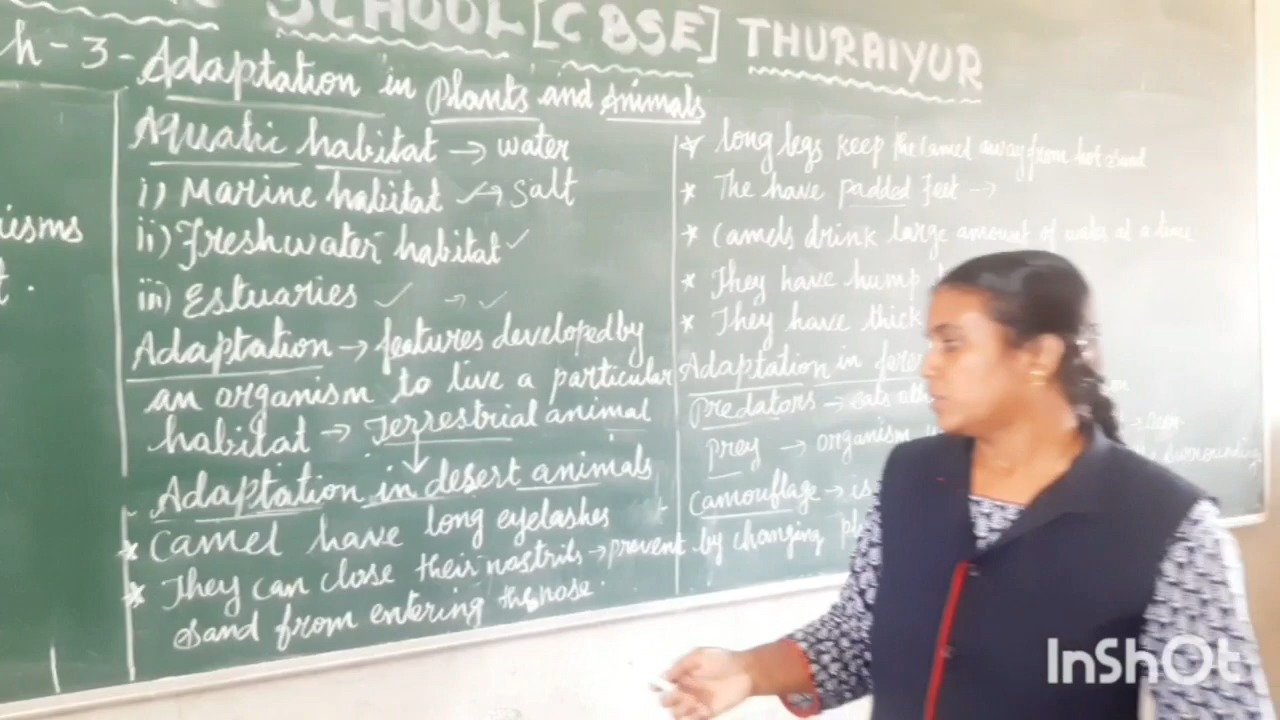 SCHOOL [CBSE] THURAIYUR
h-3-Adaptation in Plants and Animals
isms
t.
Aquatic habitat → water
i) Marine habitat → Salt
ii) Freshwater habitat ✓
iii) Estuaries ✓ → ✓
Adaptation → features developed by
an organism to live a particular
habitat → Terrestrial animal
Adaptation in desert animals
* Camel have long eyelashes
* They can close their nostrils → prevent
sand from entering the nose.
* long legs keep the camel away from hot sand
* The have padded feet →
* Camels drink large amount of water at a time
* They have hump
* They have thick
Adaptation in fore
Predators → eats oth
prey → organism
surrounding
Camouflage → is
by changing
InShOt